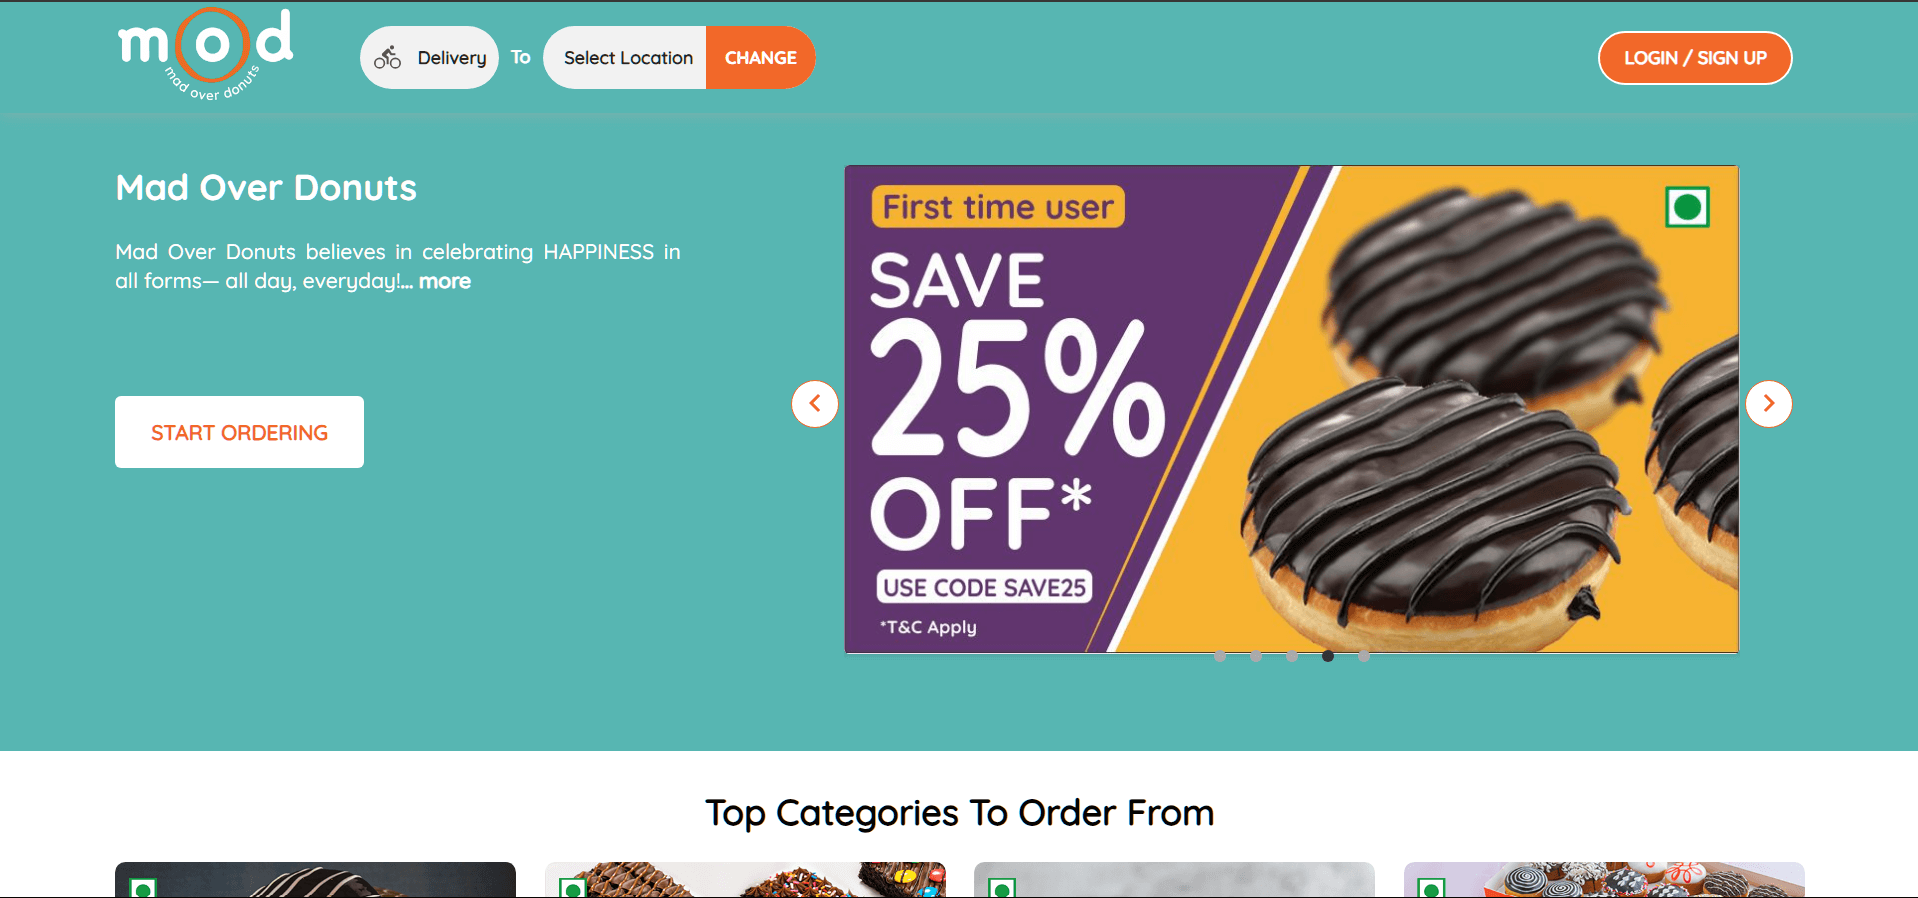 mod
mad over donuts
Delivery To Select Location CHANGE
LOGIN / SIGN UP
Mad Over Donuts
Mad Over Donuts believes in celebrating HAPPINESS in
all forms— all day, everyday!... more
START ORDERING
First time user
SAVE
25%
OFF*
USE CODE SAVE25
*T&C Apply
Top Categories To Order From